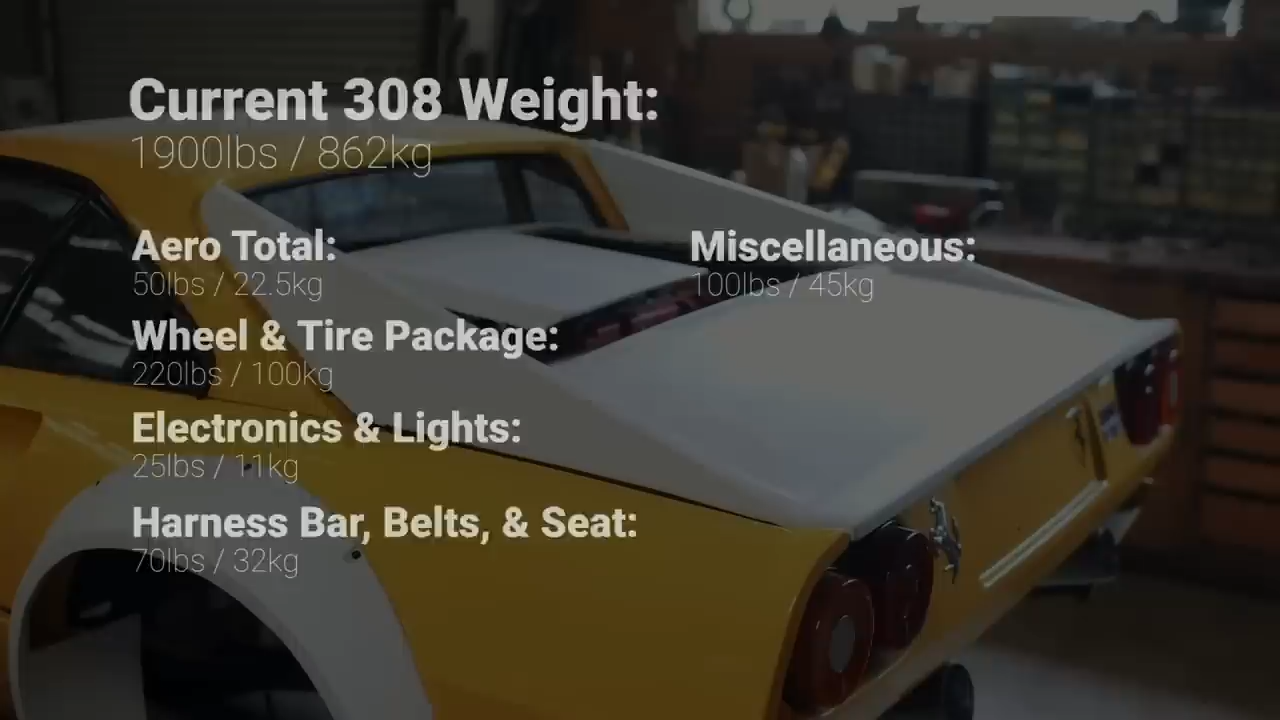 Current 308 Weight:
1900lbs / 862kg
Aero Total:
50lbs / 22.5kg
Wheel & Tire Package:
220lbs / 100kg
Electronics & Lights:
25lbs / 11kg
Harness Bar, Belts, & Seat:
70lbs / 32kg
Miscellaneous:
100lbs / 45kg